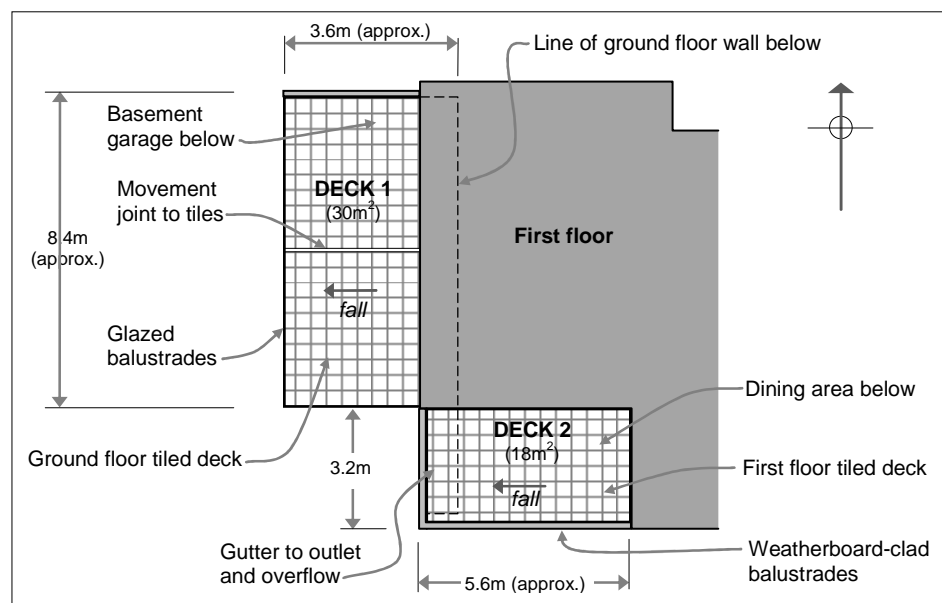 3.6m (approx.)
Line of ground floor wall below
Basement
garage below
Movement
joint to tiles
DECK 1
(30m²)
First floor
8.4m
(approx.)
fall
Glazed
balustrades
Dining area below
DECK 2
(18m²)
Ground floor tiled deck
3.2m
First floor tiled deck
fall
Gutter to outlet
and overflow
Weatherboard-clad
balustrades
5.6m (approx.)